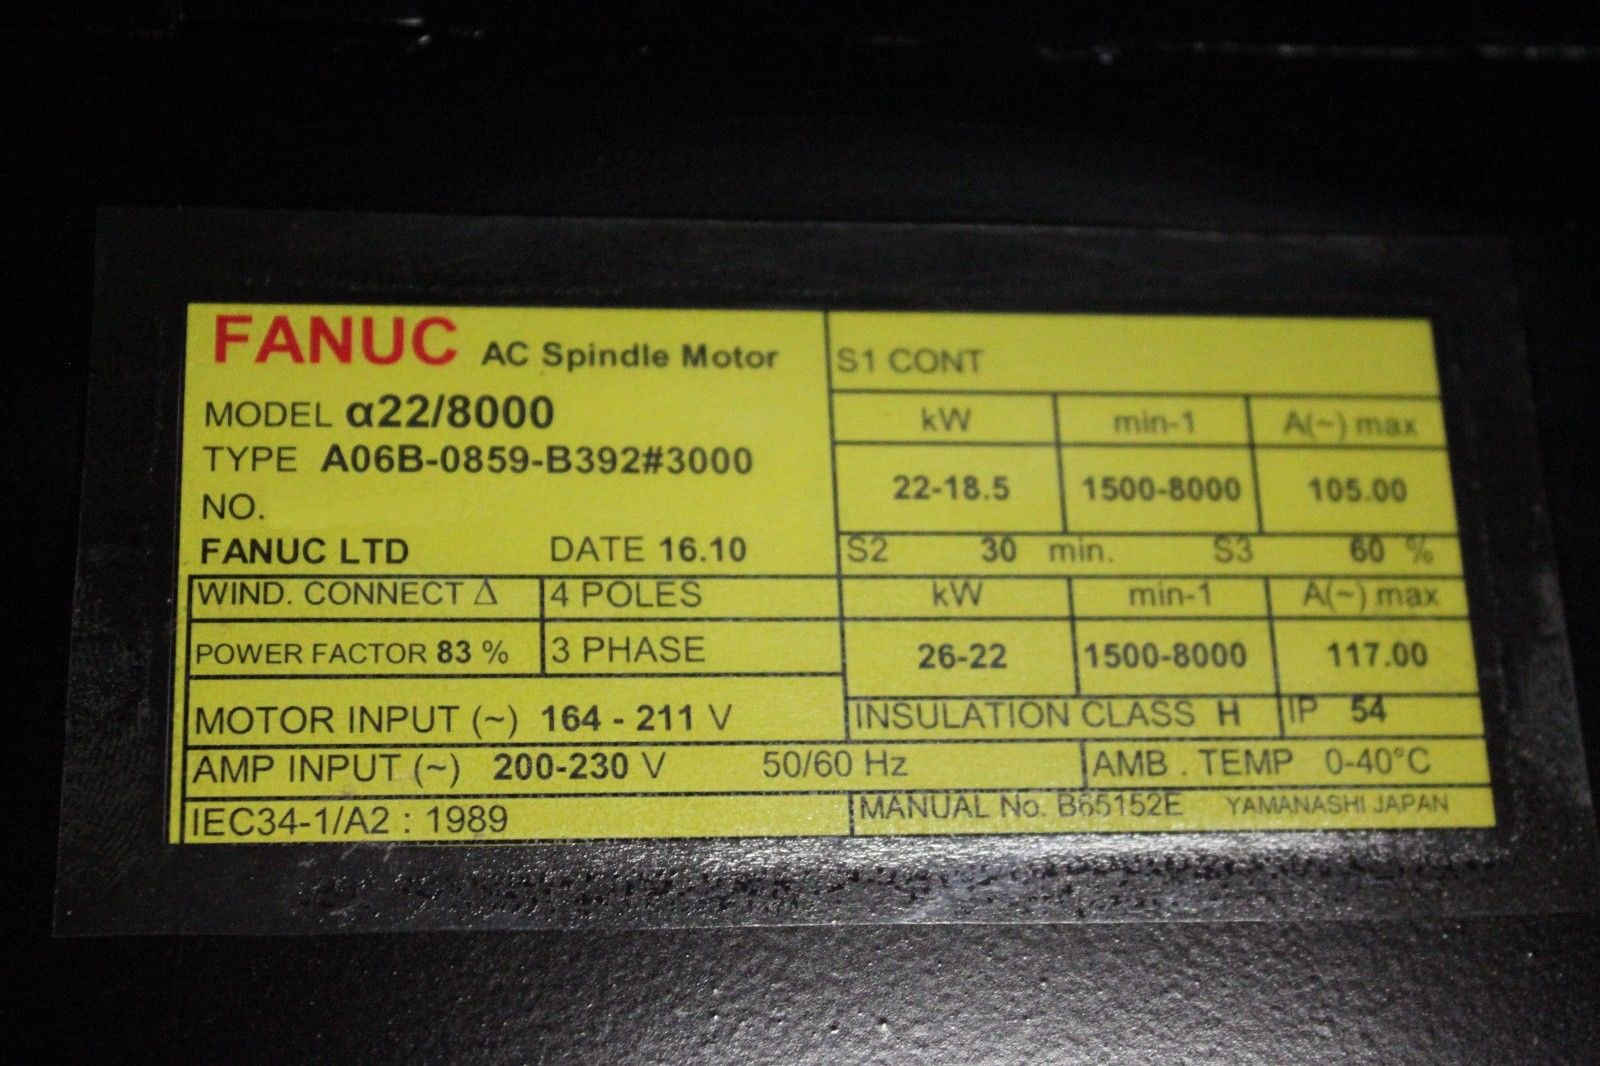 FANUC AC Spindle Motor
MODEL α22/8000
TYPE A06B-0859-B392#3000
NO.
FANUC LTD DATE 16.10
WIND. CONNECT Δ 4 POLES
POWER FACTOR 83 % 3 PHASE
MOTOR INPUT (~) 164 - 211 V
AMP INPUT (~) 200-230 V 50/60 Hz
IEC34-1/A2 : 1989
S1 CONT
kW min-1 A(~) max
22-18.5 1500-8000 105.00
S2 30 min. S3 60 %
kW min-1 A(~) max
26-22 1500-8000 117.00
INSULATION CLASS H IP 54
AMB . TEMP 0-40°C
MANUAL No. B65152E YAMANASHI JAPAN